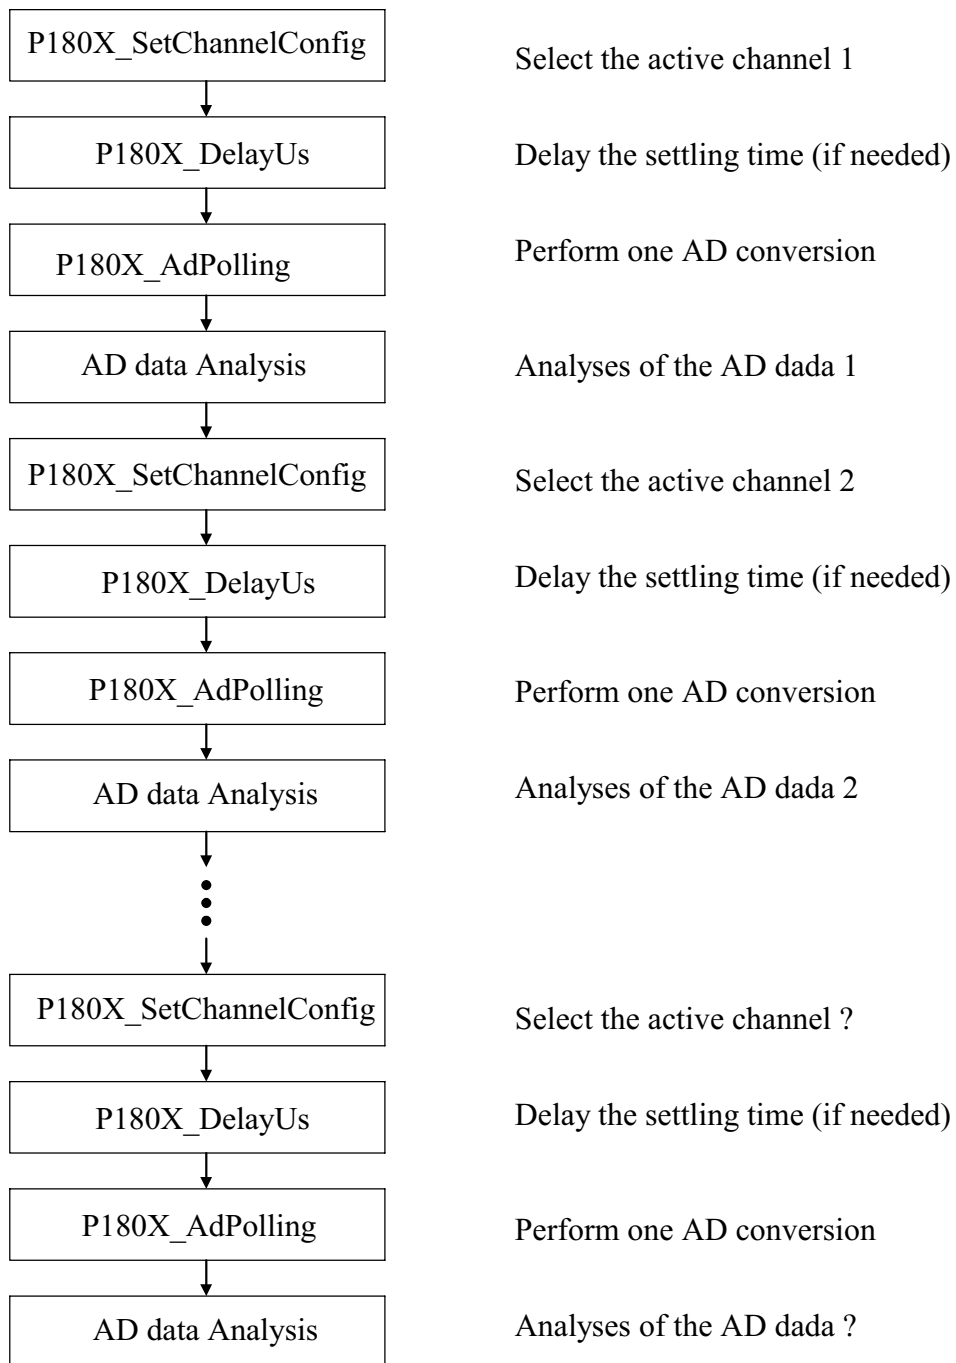 P180X_SetChannelConfig
Select the active channel 1
P180X_DelayUs
Delay the settling time (if needed)
P180X_AdPolling
Perform one AD conversion
AD data Analysis
Analyses of the AD dada 1
P180X_SetChannelConfig
Select the active channel 2
P180X_DelayUs
Delay the settling time (if needed)
P180X_AdPolling
Perform one AD conversion
AD data Analysis
Analyses of the AD dada 2
P180X_SetChannelConfig
Select the active channel ?
P180X_DelayUs
Delay the settling time (if needed)
P180X_AdPolling
Perform one AD conversion
AD data Analysis
Analyses of the AD dada ?